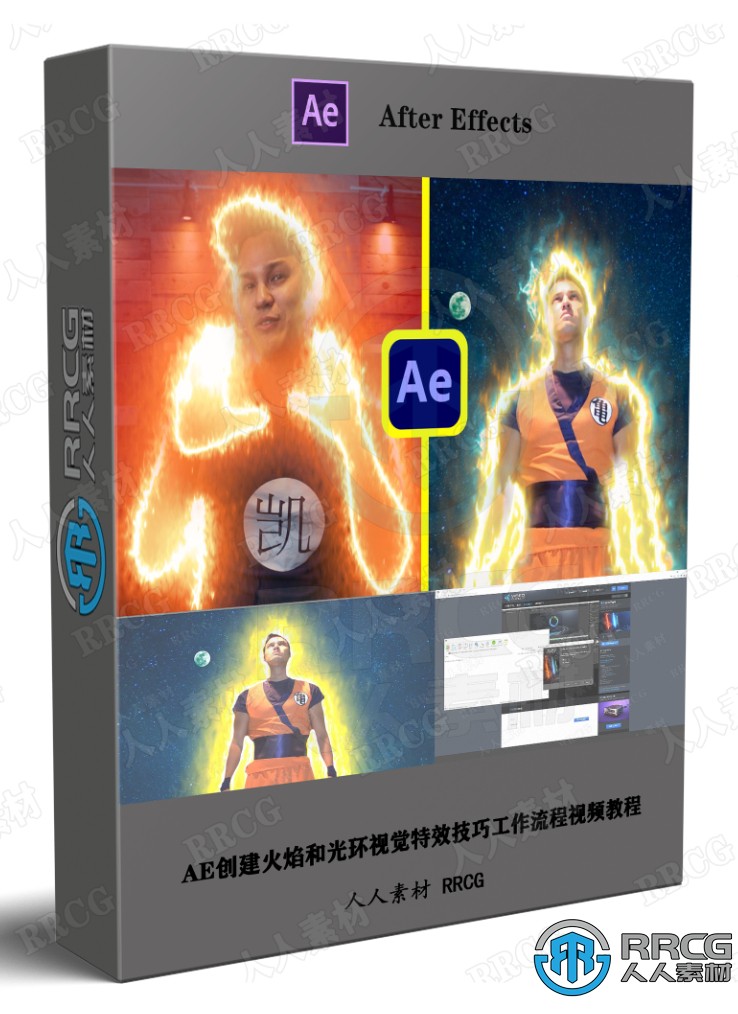 Ae
After Effects
Ae
凯
RRCG
人人素材
AE创建火焰和光环视觉特效技巧工作流程视频教程
人人素材 RRCG
RRCG
人人素材